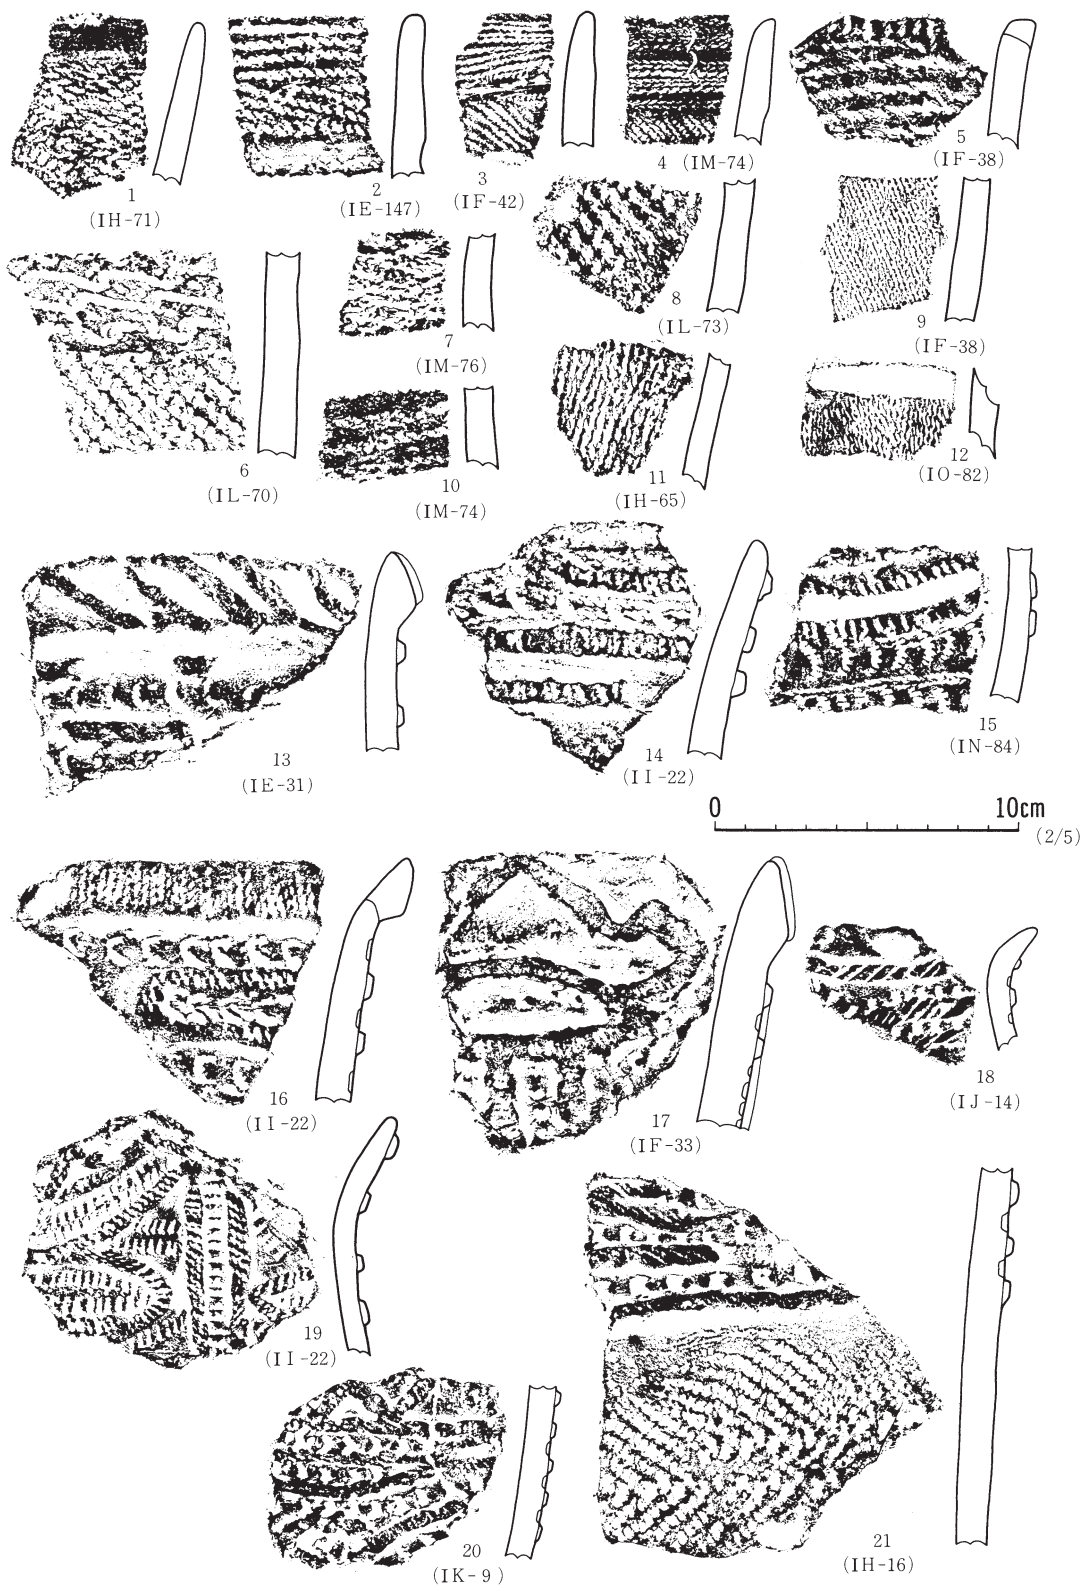 1
(IH-71)
2
(IE-147)
3
(IF-42)
4 (IM-74)
5
(IF-38)
6
(IL-70)
7
(IM-76)
8
(IL-73)
9
(IF-38)
10
(IM-74)
11
(IH-65)
12
(IO-82)
13
(IE-31)
14
(II-22)
15
(IN-84)
0 10cm
(2/5)
16
(II-22)
17
(IF-33)
18
(IJ-14)
19
(II-22)
20
(IK-9)
21
(IH-16)